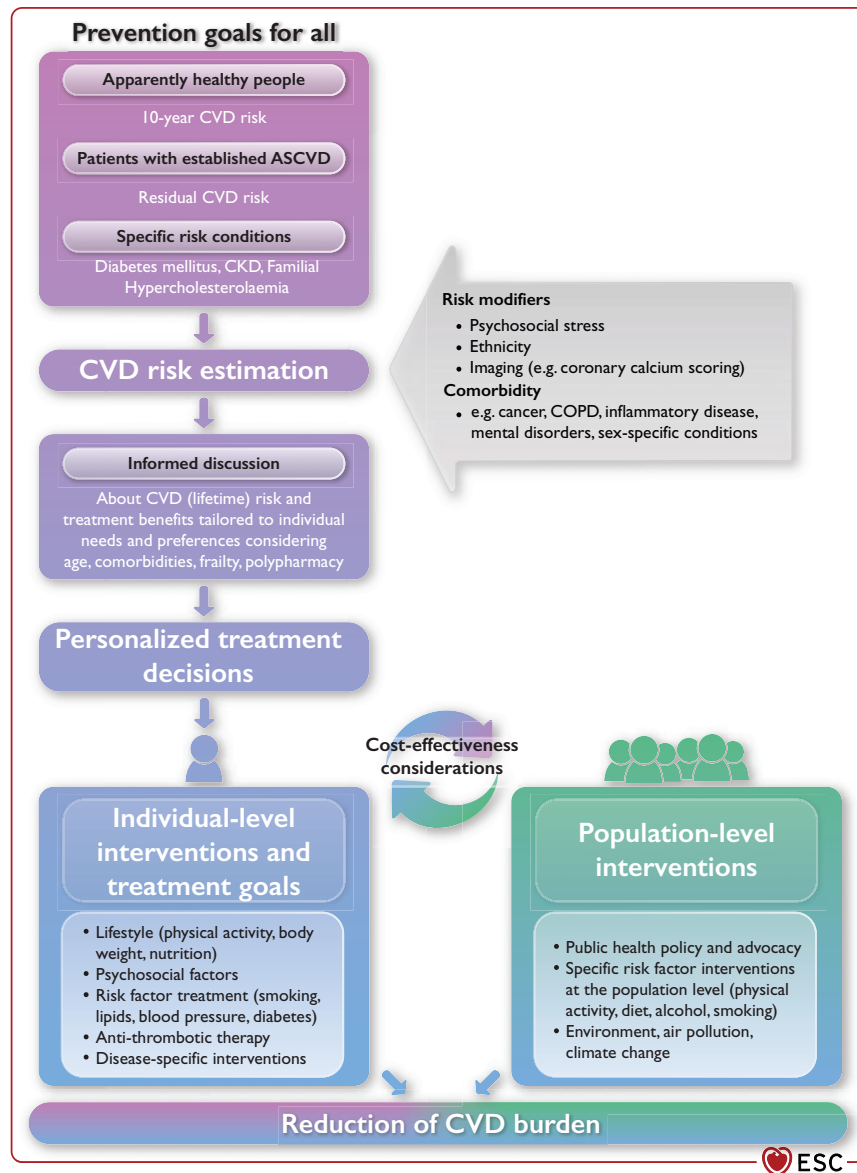 Prevention goals for all
Apparently healthy people
10-year CVD risk
Patients with established ASCVD
Residual CVD risk
Specific risk conditions
Diabetes mellitus, CKD, Familial
Hypercholesterolaemia
Risk modifiers
• Psychosocial stress
• Ethnicity
• Imaging (e.g. coronary calcium scoring)
Comorbidity
• e.g. cancer, COPD, inflammatory disease,
mental disorders, sex-specific conditions
CVD risk estimation
Informed discussion
About CVD (lifetime) risk and
treatment benefits tailored to individual
needs and preferences considering
age, comorbidities, frailty, polypharmacy
Personalized treatment
decisions
Cost-effectiveness
considerations
Individual-level
interventions and
treatment goals
• Lifestyle (physical activity, body
weight, nutrition)
• Psychosocial factors
• Risk factor treatment (smoking,
lipids, blood pressure, diabetes)
• Anti-thrombotic therapy
• Disease-specific interventions
Population-level
interventions
• Public health policy and advocacy
• Specific risk factor interventions
at the population level (physical
activity, diet, alcohol, smoking)
• Environment, air pollution,
climate change
Reduction of CVD burden
ESC